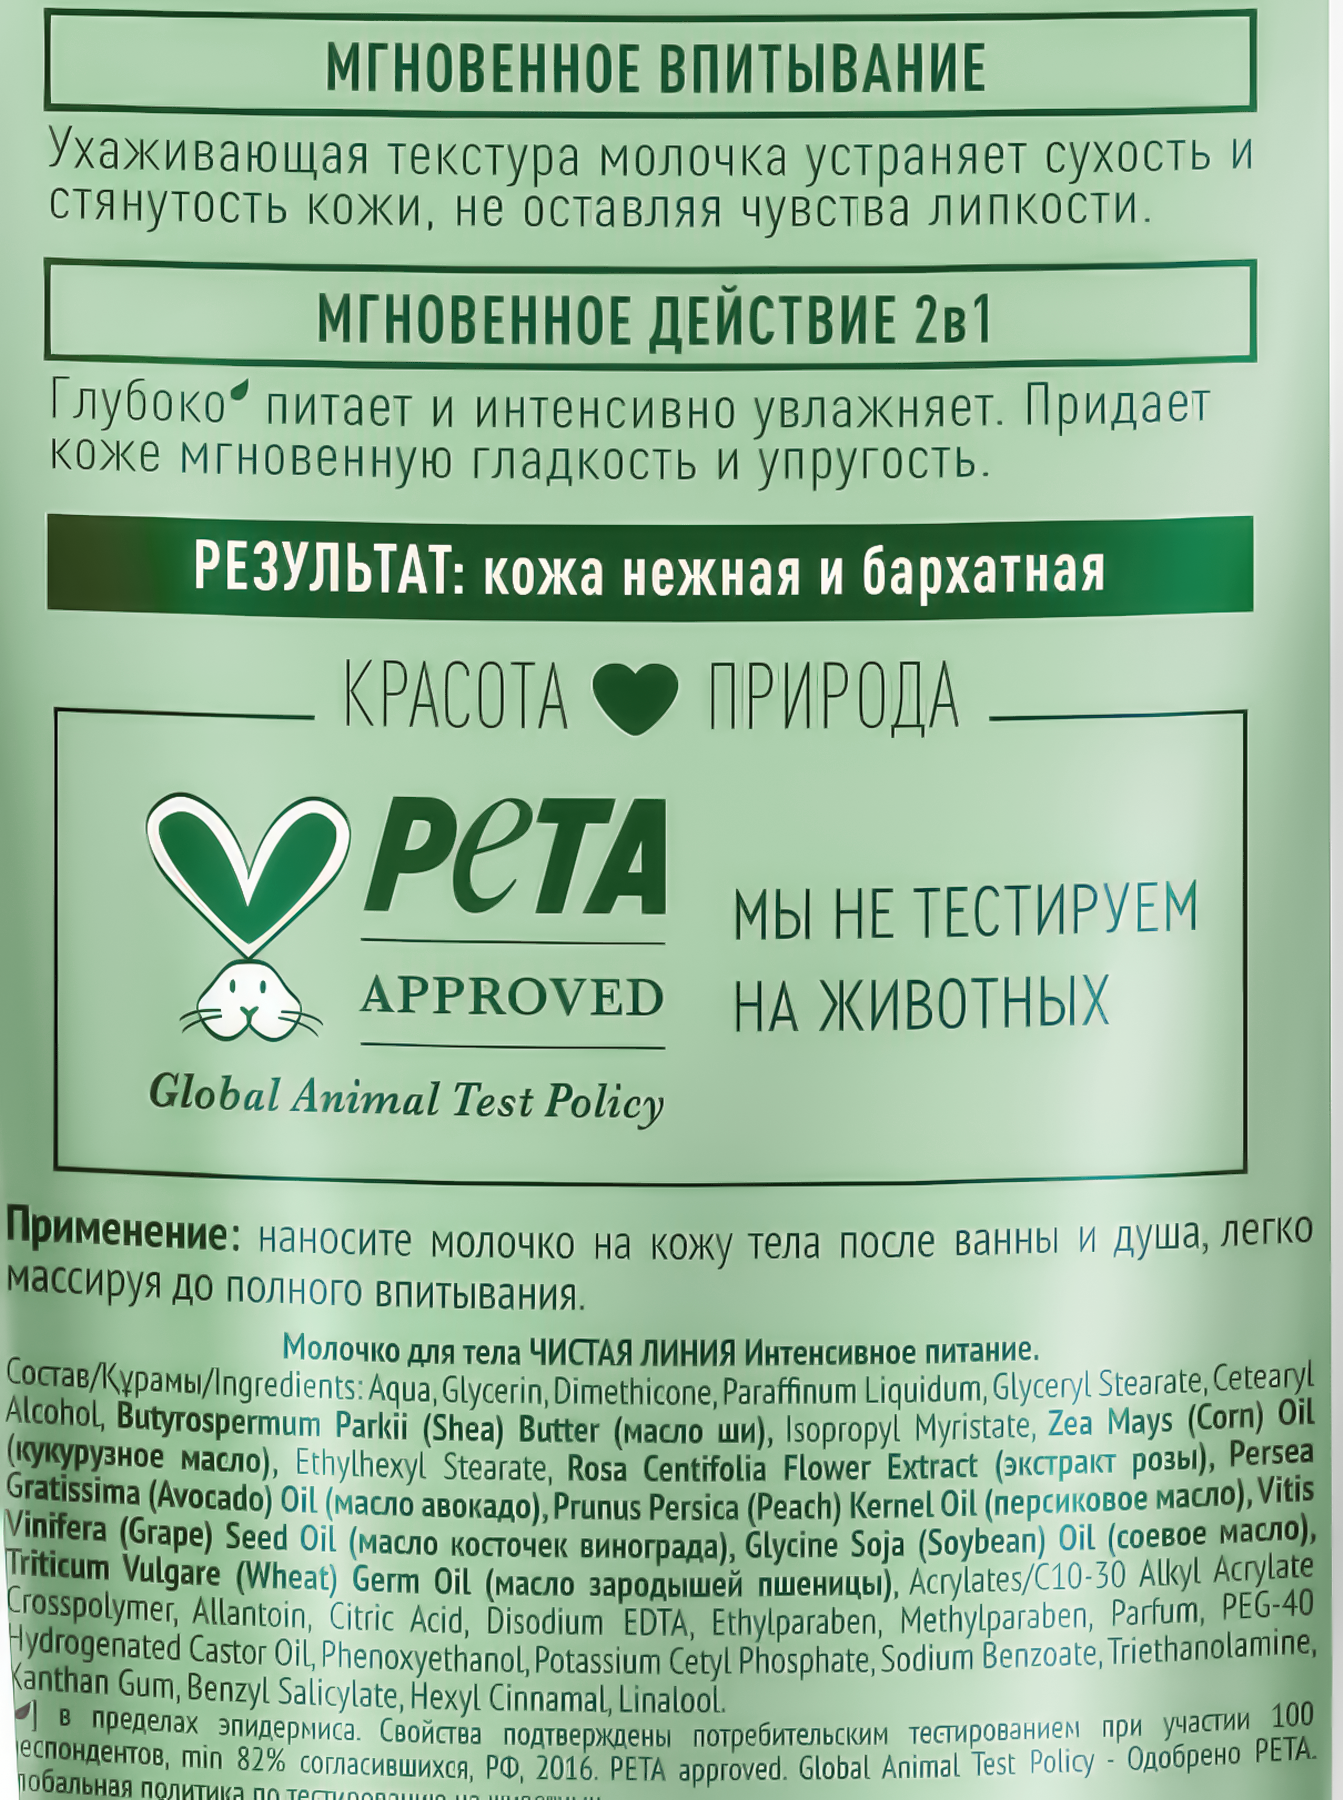 МГНОВЕННОЕ ВПИТЫВАНИЕ
Ухаживающая текстура молочка устраняет сухость и
стянутость кожи, не оставляя чувства липкости.
МГНОВЕННОЕ ДЕЙСТВИЕ 2в1
Глубоко питает и интенсивно увлажняет. Придает
коже мгновенную гладкость и упругость.
РЕЗУЛЬТАТ: кожа нежная и бархатная
КРАСОТА ПРИРОДА
PETA
APPROVED
Global Animal Test Policy
МЫ НЕ ТЕСТИРУЕМ
НА ЖИВОТНЫХ
Применение: наносите молочко на кожу тела после ванны и душа, легко
массируя до полного впитывания.
Молочко для тела ЧИСТАЯ ЛИНИЯ Интенсивное питание.
Состав/Құрамы/Ingredients: Aqua, Glycerin, Dimethicone, Paraffinum Liquidum, Glyceryl Stearate, Cetearyl
Alcohol, Butyrospermum Parkii (Shea) Butter (масло ши), Isopropyl Myristate, Zea Mays (Corn) Oil
(кукурузное масло), Ethylhexyl Stearate, Rosa Centifolia Flower Extract (экстракт розы), Persea
Gratissima (Avocado) Oil (масло авокадо), Prunus Persica (Peach) Kernel Oil (персиковое масло), Vitis
Vinifera (Grape) Seed Oil (масло косточек винограда), Glycine Soja (Soybean) Oil (соевое масло),
Triticum Vulgare (Wheat) Germ Oil (масло зародышей пшеницы), Acrylates/C10-30 Alkyl Acrylate
Crosspolymer, Allantoin, Citric Acid, Disodium EDTA, Ethylparaben, Methylparaben, Parfum, PEG-40
Hydrogenated Castor Oil, Phenoxyethanol, Potassium Cetyl Phosphate, Sodium Benzoate, Triethanolamine,
Xanthan Gum, Benzyl Salicylate, Hexyl Cinnamal, Linalool.
] в пределах эпидермиса. Свойства подтверждены потребительским тестированием при участии 100
респондентов, min 82% согласившихся, РФ, 2016. PETA approved. Global Animal Test Policy - Одобрено PETA.
лобальная политика по тестированию на животных